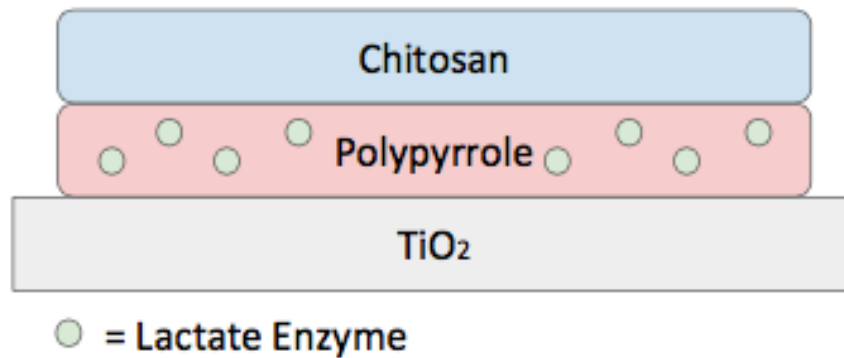 Chitosan
Polypyrrole
TiO₂
= Lactate Enzyme